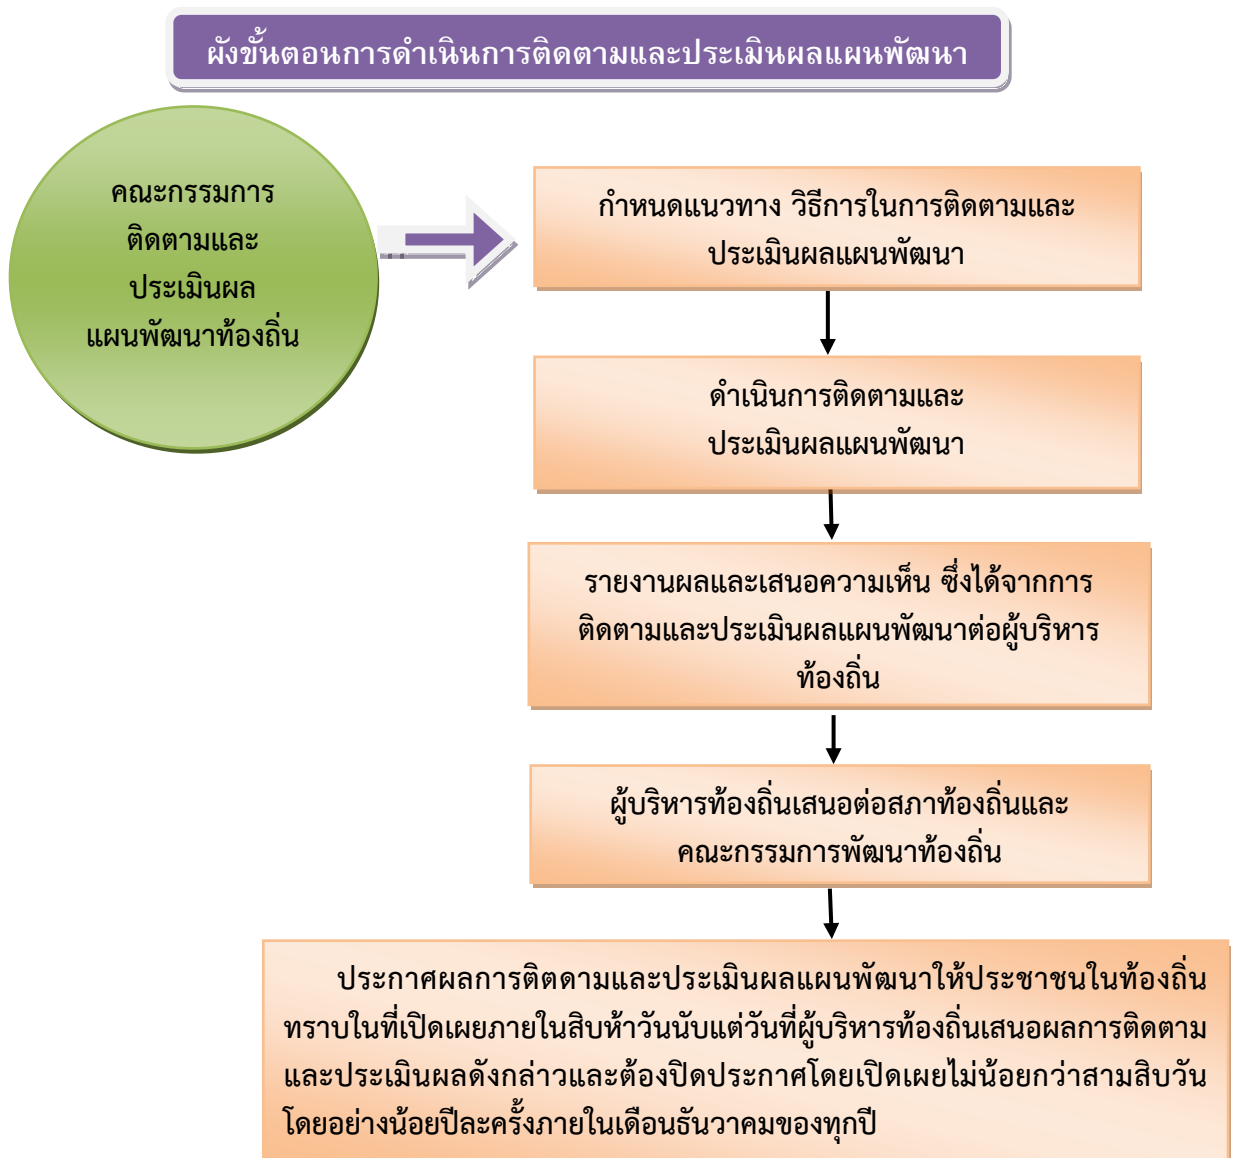 ผังขั้นตอนการดำเนินการติดตามและประเมินผลแผนพัฒนา
คณะกรรมการ
ติดตามและ
ประเมินผล
แผนพัฒนาท้องถิ่น
กำหนดแนวทาง วิธีการในการติดตามและ
ประเมินผลแผนพัฒนา
ดำเนินการติดตามและ
ประเมินผลแผนพัฒนา
รายงานผลและเสนอความเห็น ซึ่งได้จากการ
ติดตามและประเมินผลแผนพัฒนาต่อผู้บริหาร
ท้องถิ่น
ผู้บริหารท้องถิ่นเสนอต่อสภาท้องถิ่นและ
คณะกรรมการพัฒนาท้องถิ่น
ประกาศผลการติตดามและประเมินผลแผนพัฒนาให้ประชาชนในท้องถิ่น
ทราบในที่เปิดเผยภายในสิบห้าวันนับแต่วันที่ผู้บริหารท้องถิ่นเสนอผลการติดตาม
และประเมินผลดังกล่าวและต้องปิดประกาศโดยเปิดเผยไม่น้อยกว่าสามสิบวัน
โดยอย่างน้อยปีละครั้งภายในเดือนธันวาคมของทุกปี